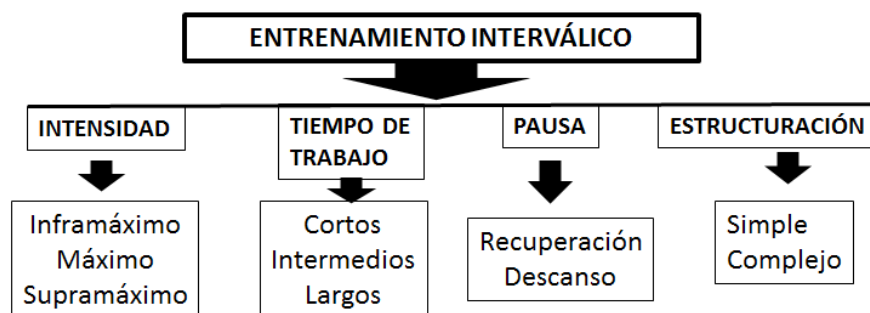 ENTRENAMIENTO INTERVÁLICO
INTENSIDAD
TIEMPO DE
TRABAJO
PAUSA
ESTRUCTURACIÓN
Inframáximo
Máximo
Supramáximo
Cortos
Intermedios
Largos
Recuperación
Descanso
Simple
Complejo